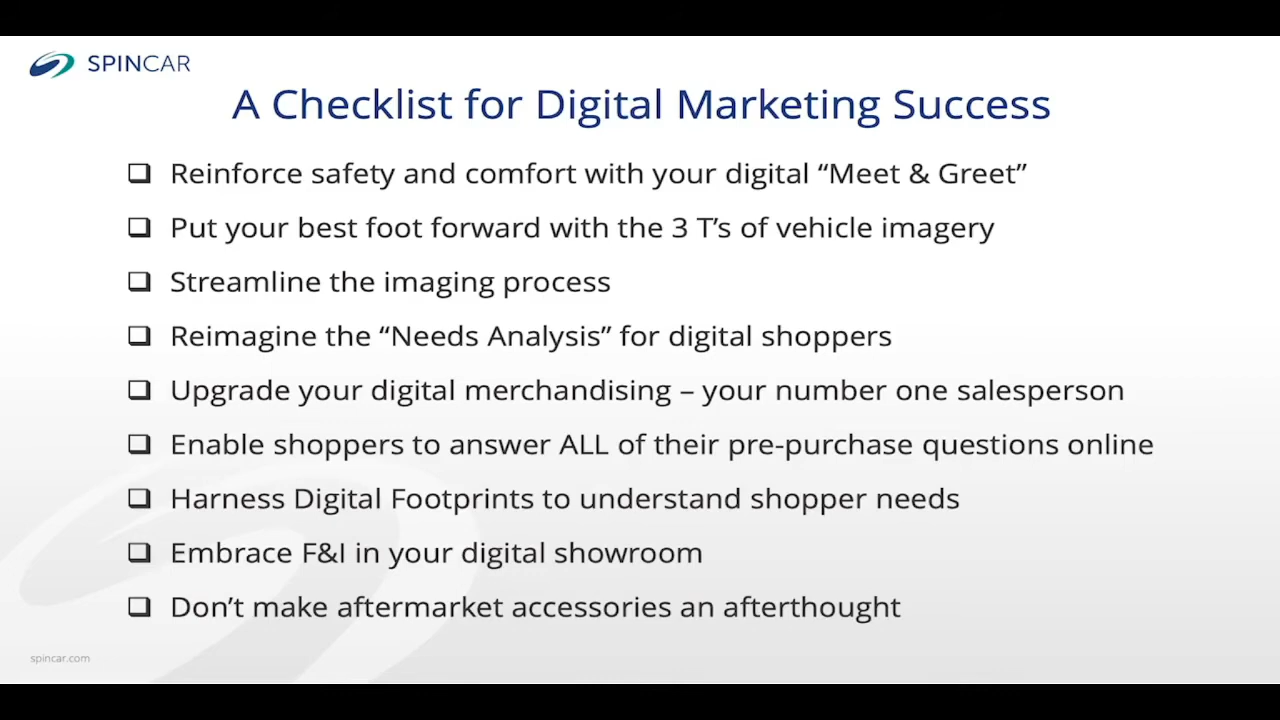 SPINCAR
A Checklist for Digital Marketing Success
❑ Reinforce safety and comfort with your digital “Meet & Greet”
❑ Put your best foot forward with the 3 T’s of vehicle imagery
❑ Streamline the imaging process
❑ Reimagine the “Needs Analysis” for digital shoppers
❑ Upgrade your digital merchandising – your number one salesperson
❑ Enable shoppers to answer ALL of their pre-purchase questions online
❑ Harness Digital Footprints to understand shopper needs
❑ Embrace F&I in your digital showroom
❑ Don’t make aftermarket accessories an afterthought
spincar.com